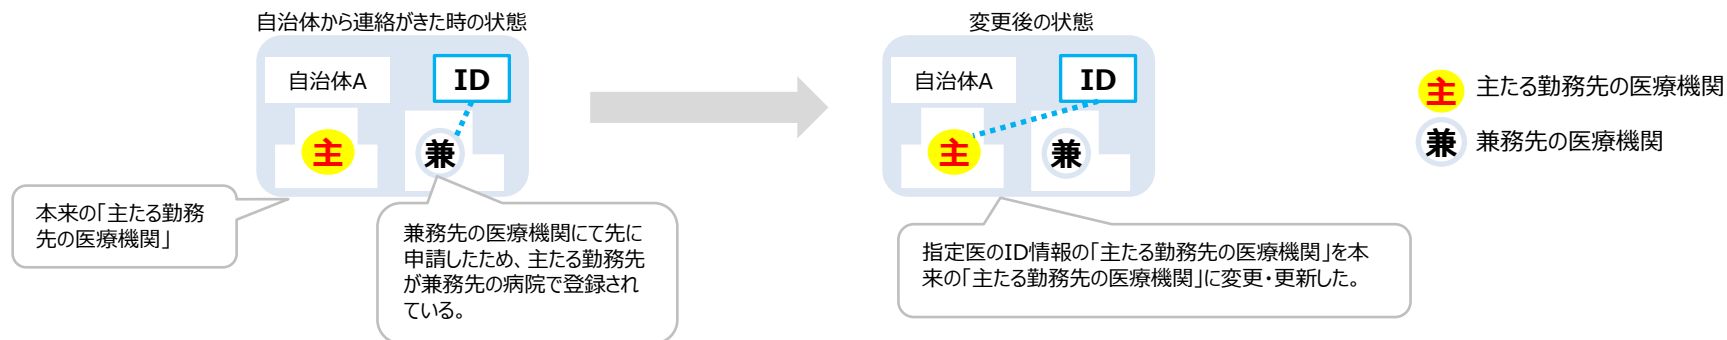 自治体から連絡がきた時の状態
自治体A
ID
主
兼
本来の「主たる勤務
先の医療機関」
兼務先の医療機関にて先に
申請したため、主たる勤務先
が兼務先の病院で登録され
ている。
変更後の状態
自治体A
ID
主
兼
指定医のID情報の「主たる勤務先の医療機関」を本
来の「主たる勤務先の医療機関」に変更・更新した。
主 主たる勤務先の医療機関
兼 兼務先の医療機関